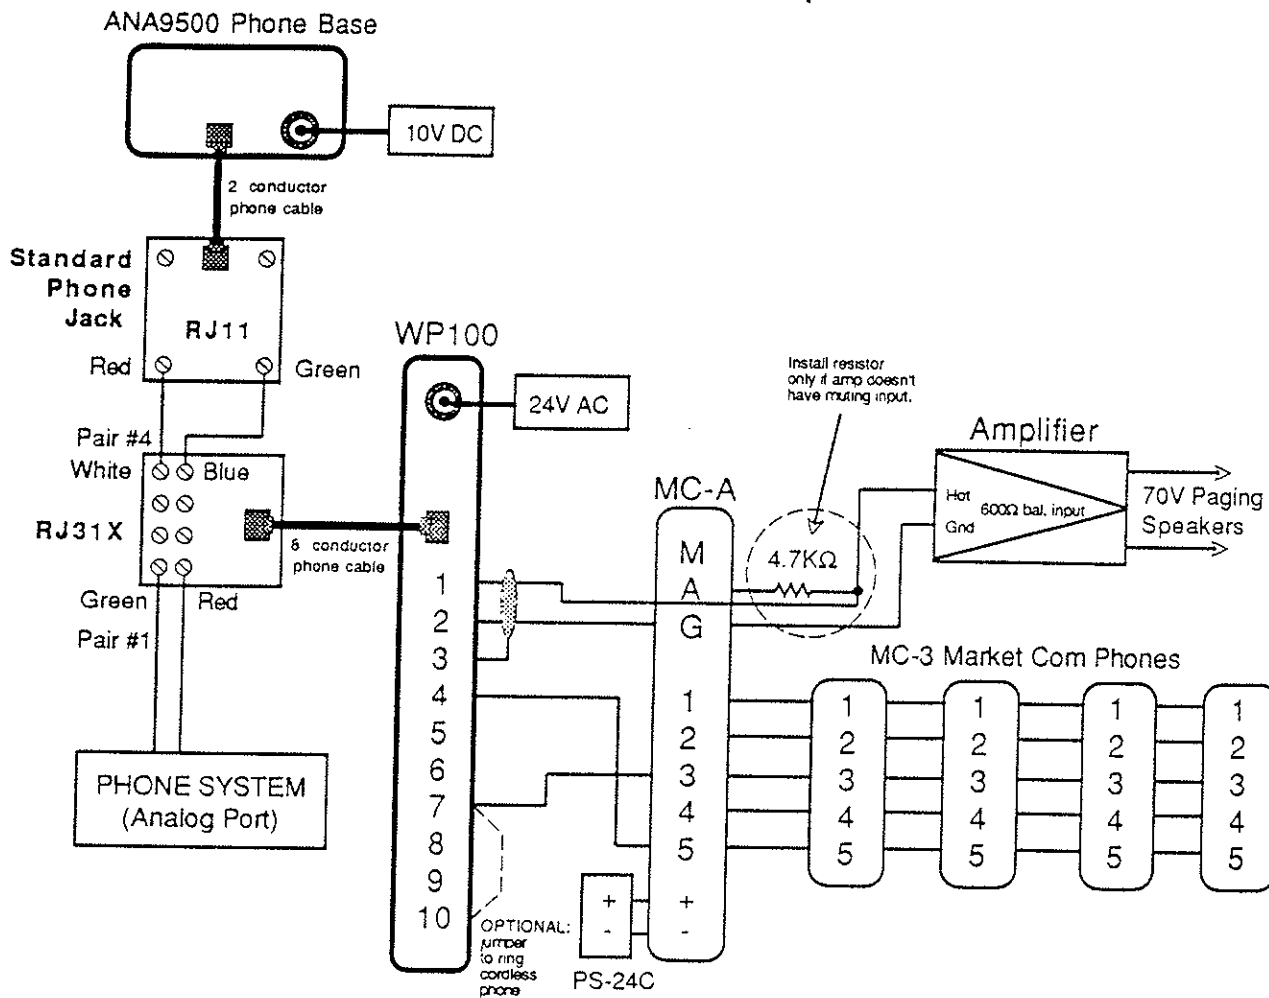 ANA9500 Phone Base
10V DC
2 conductor
phone cable
Standard
Phone
Jack
RJ11
Red
Green
Pair #4
White
Blue
RJ31X
8 conductor
phone cable
Green
Red
Pair #1
PHONE SYSTEM
(Analog Port)
WP100
24V AC
1
2
3
4
5
6
7
8
9
10
OPTIONAL:
jumper
to ring
cordless
phone
MC-A
M
A
G
1
2
3
4
5
+
-
+
-
PS-24C
Install resistor
only if amp doesn't
have muting input.
4.7KΩ
Amplifier
Hot
600Ω bal. input
Gnd
70V Paging
Speakers
MC-3 Market Com Phones
1
2
3
4
5
1
2
3
4
5
1
2
3
4
5
1
2
3
4
5